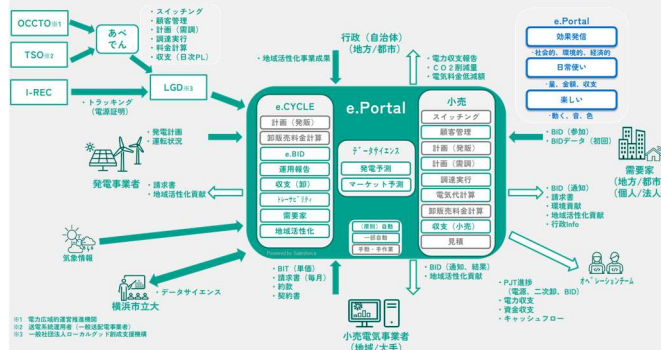 OCCTO※1
TSO※2
I-REC
あべ
でん
・スイッチング
・顧客管理
・計画（需調）
・調達実行
・料金計算
・収支（日次PL）
・トラッキング
（電源証明）
LGD※3
・地域活性化事業成果
行政（自治体）
（地方/都市）
・電力収支報告
・CO２削減量
・電気料金低減額
e.Portal
効果発信
・社会的、環境的、経済的
日常使い
・量、金額、収支
楽しい
・動く、音、色
・発電計画
・運転状況
発電事業者
・請求書
・地域活性化貢献
気象情報
横浜市立大
・データサイエンス
e.CYCLE
計画（発販）
卸販売料金計算
e.BID
運用報告
収支（卸）
ﾄﾚｰｻﾋﾞﾘﾃｨ
需要家
地域活性化
Powered by Salesforce
e.Portal
ﾃﾞｰﾀサイエンス
発電予測
マーケット予測
（原則）自動
一部自動
手動・手作業
小売
スイッチング
顧客管理
計画（発販）
計画（需調）
調達実行
電気代計算
卸販売料金計算
収支（小売）
見積
・BID（参加）
・BIDデータ（初回）
需要家
（地方/都市）
（個人/法人）
・BID（通知）
・請求書
・環境貢献
・地域活性化貢献
・行政Info
ｵﾍﾟﾚｰｼｮﾝﾁｰﾑ
・PJT進捗
（電源、二次卸、BID）
・電力収支
・資金収支
・キャッシュフロー
・BIT（単価）
・請求書（毎月）
・約款
・契約書
・BID（通知、結果）
・地域活性化貢献
小売電気事業者
（地域/大手）
※1　電力広域的運営推進機関
※2　送電系統運用者（一般送配電事業者）
※3　一般社団法人ローカルグッド創成支援機構